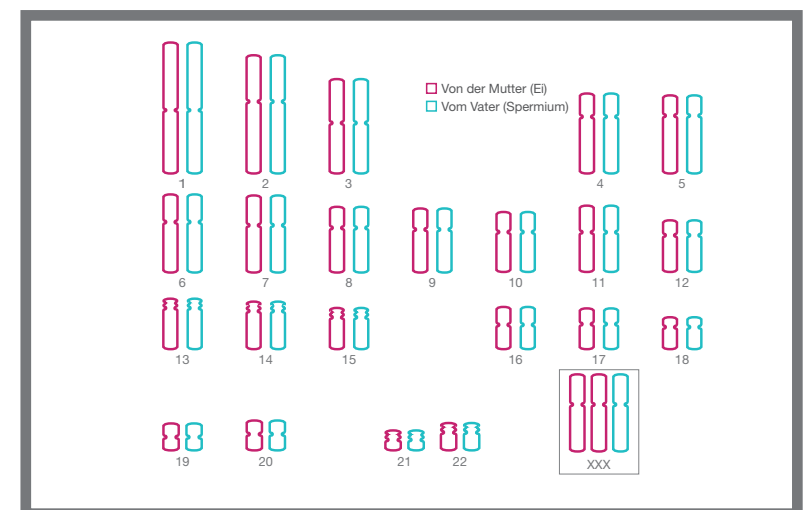 Von der Mutter (Ei)
Vom Vater (Spermium)
1 2 3 4 5
6 7 8 9 10 11 12
13 14 15 16 17 18
19 20 21 22 XXX